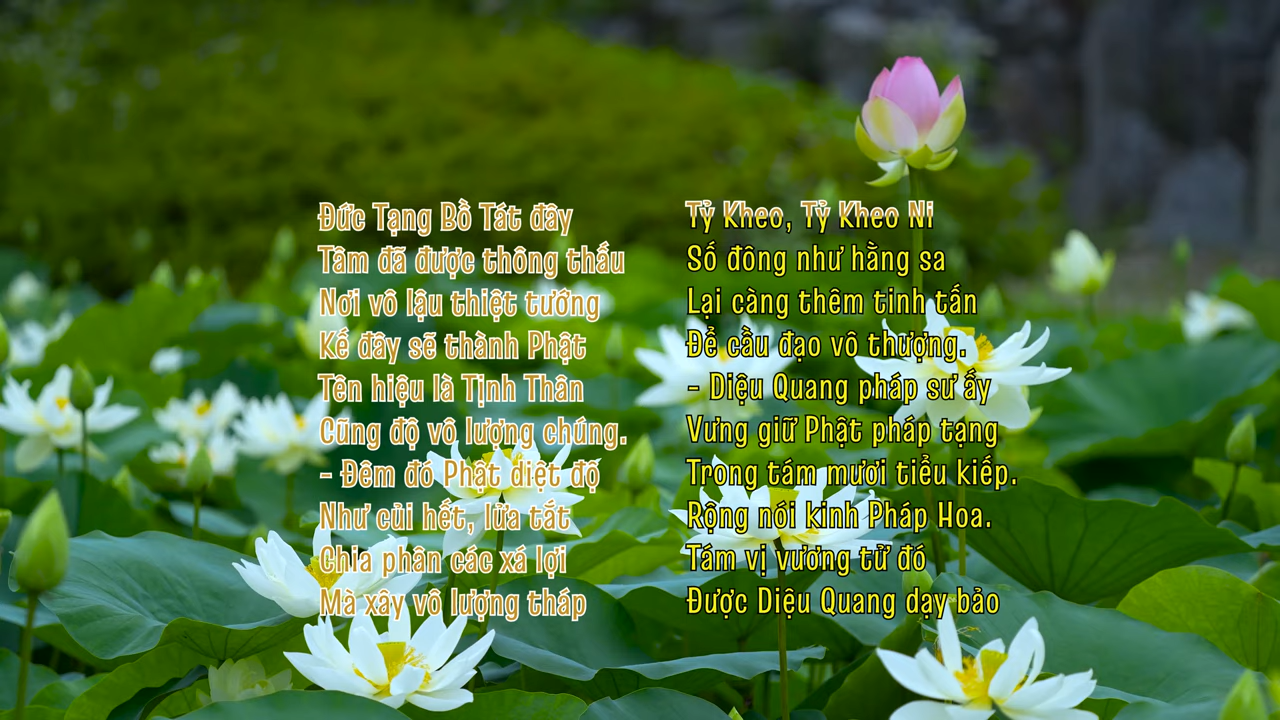 Đức Tạng Bồ Tát đây
Tâm đã được thông thấu
Nơi vô lậu thiệt tướng
Kế đây sẽ thành Phật
Tên hiệu là Tịnh Thân
Cũng độ vô lượng chúng.
- Đêm đó Phật diệt độ
Như củi hết, lửa tắt
Chia phân các xá lợi
Mà xây vô lượng tháp
Tỷ Kheo, Tỷ Kheo Ni
Số đông như hằng sa
Lại càng thêm tinh tấn
Để cầu đạo vô thượng.
- Diệu Quang pháp sư ấy
Vưng giữ Phật pháp tạng
Trong tám mươi tiểu kiếp.
Rộng nói kinh Pháp Hoa.
Tám vị vương tử đó
Được Diệu Quang dạy bảo